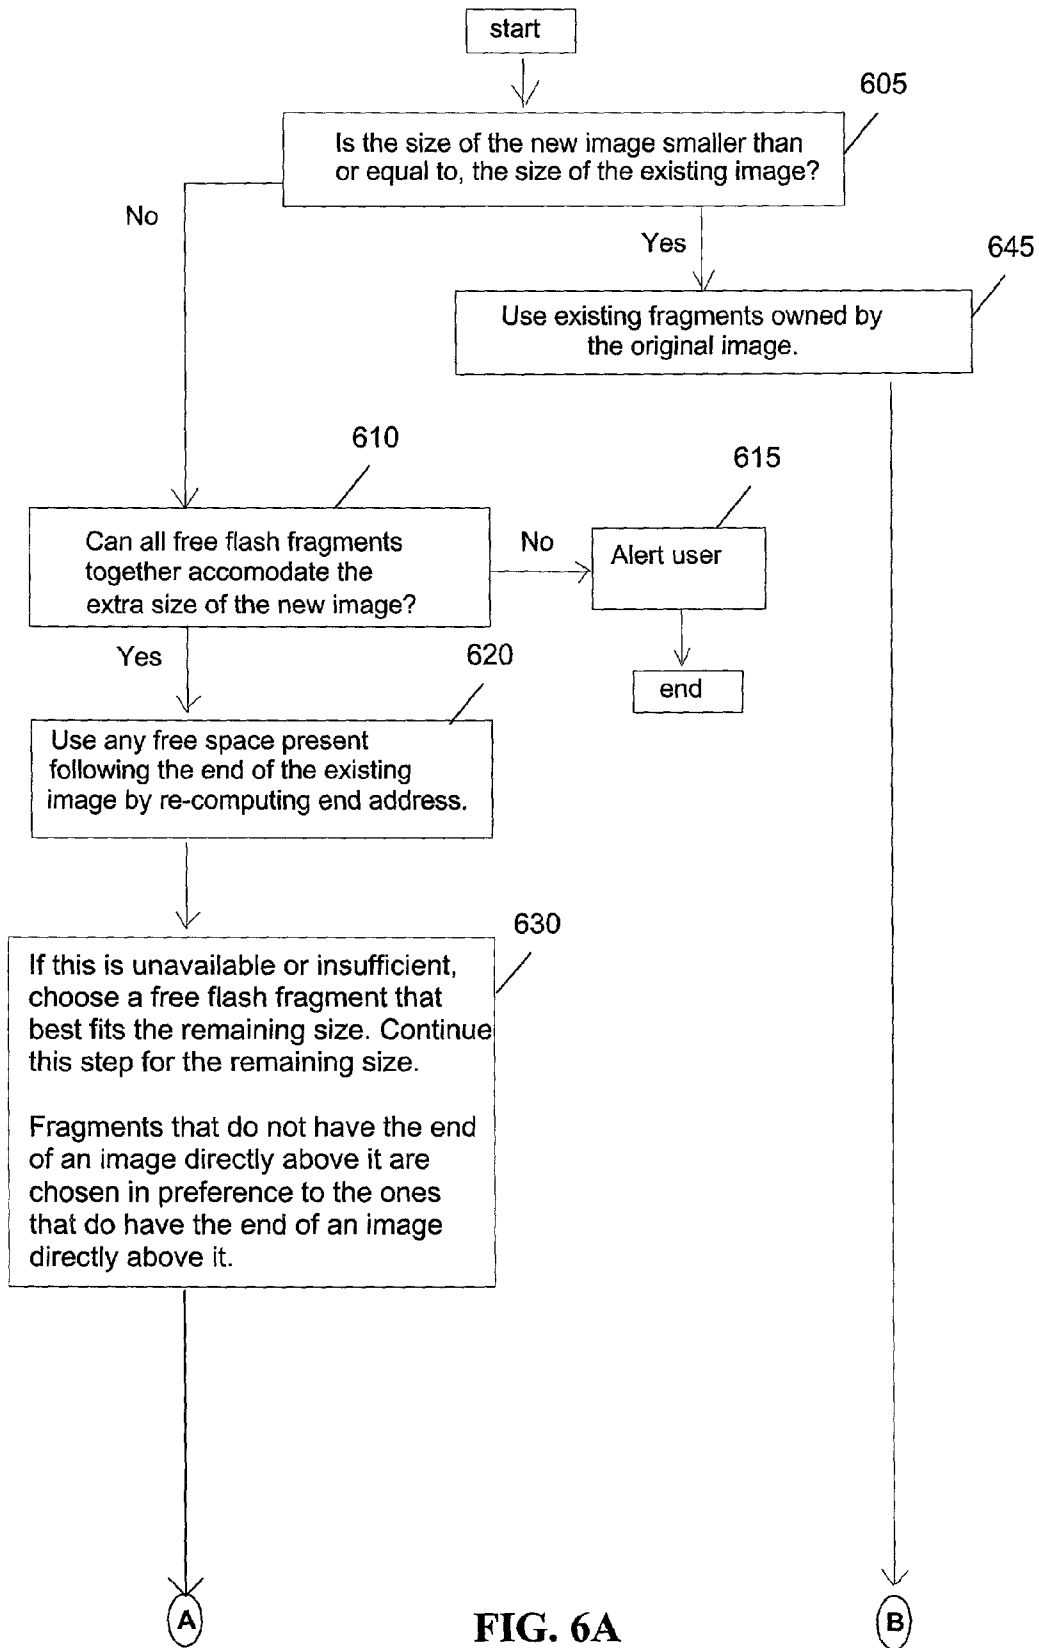 start
605
Is the size of the new image smaller than
or equal to, the size of the existing image?
No
Yes
645
Use existing fragments owned by
the original image.
610
615
Can all free flash fragments
together accomodate the
extra size of the new image?
No
Alert user
Yes
620
end
Use any free space present
following the end of the existing
image by re-computing end address.
630
If this is unavailable or insufficient,
choose a free flash fragment that
best fits the remaining size. Continue
this step for the remaining size.
Fragments that do not have the end
of an image directly above it are
chosen in preference to the ones
that do have the end of an image
directly above it.
A
FIG. 6A
B